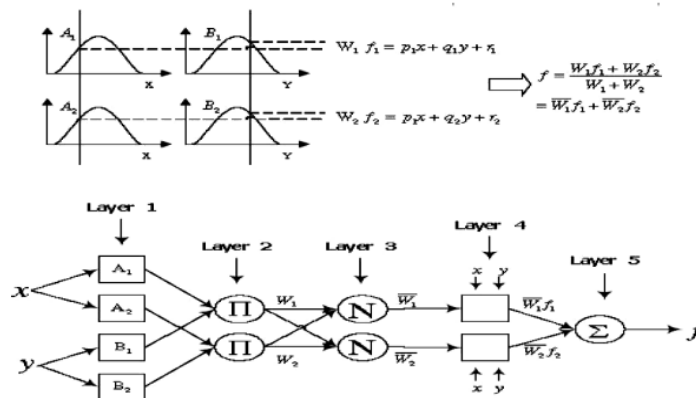 A₁ B₁ W₁ f₁ = p₁x + q₁y + r₁
X Y
f = W₁f₁ + W₂f₂ / W₁ + W₂
= W̅₁f₁ + W̅₂f₂
A₂ B₂ W₂ f₂ = p₁x + q₂y + r₂
X Y
Layer 1
Layer 2 Layer 3 Layer 4 Layer 5
x y
x A₁ A₂
Π W₁ N W̅₁ W̅₁f₁
y B₁ B₂
Π W₂ N W̅₂ W̅₂f₂
Σ f
x y